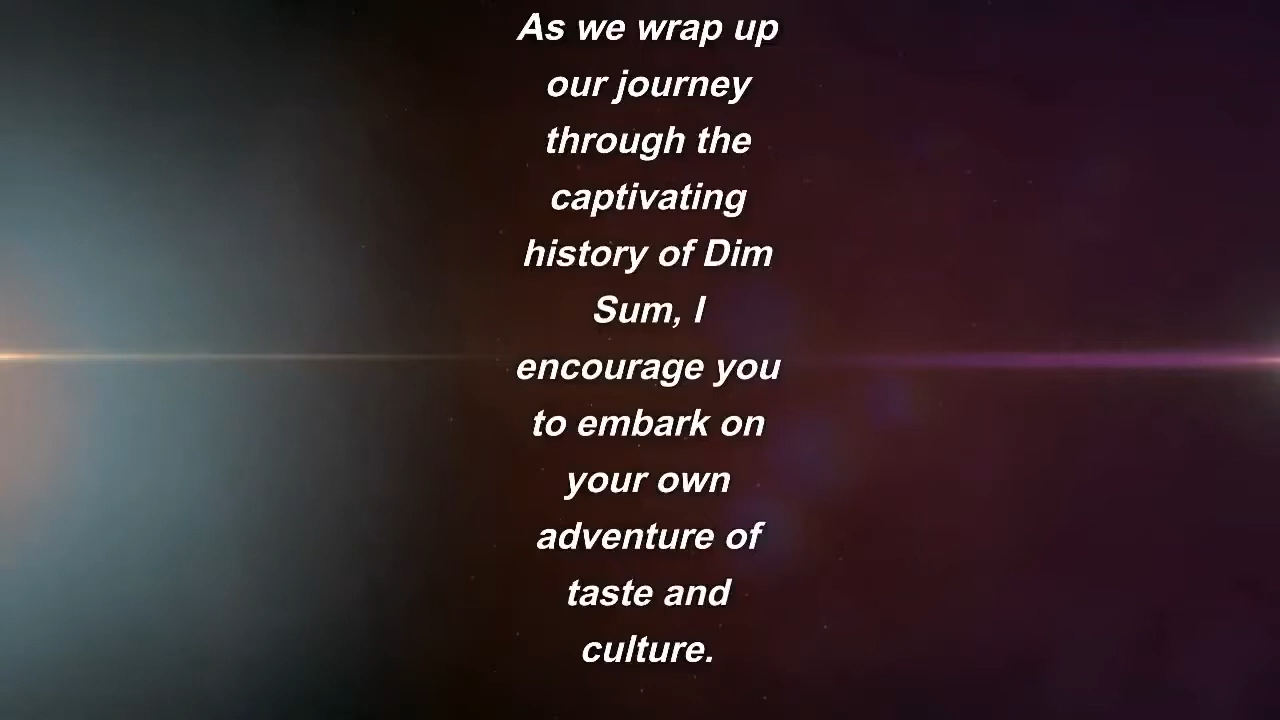 As we wrap up
our journey
through the
captivating
history of Dim
Sum, I
encourage you
to embark on
your own
adventure of
taste and
culture.